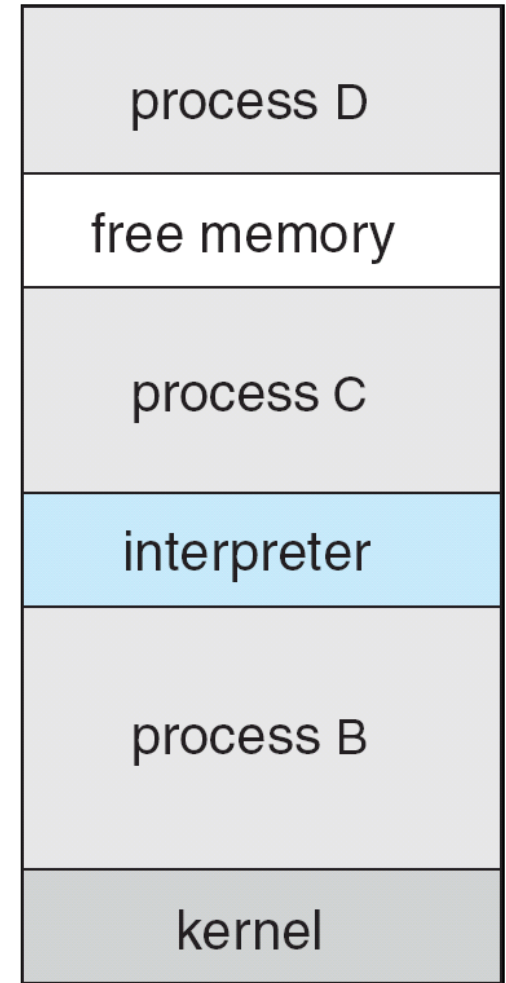 process D
free memory
process C
interpreter
process B
kernel